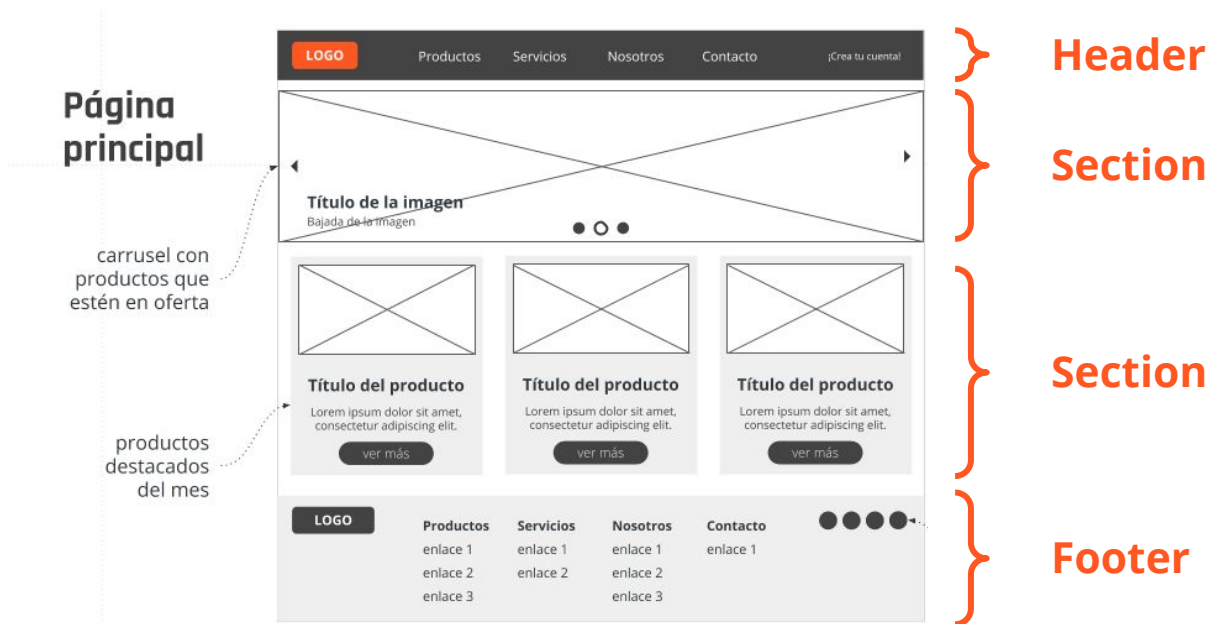 LOGO
Productos
Servicios
Nosotros
Contacto
¡Crea tu cuenta!
Header
Página
principal
Section
Título de la imagen
Bajada de la imagen
carrusel con
productos que
estén en oferta
Título del producto
Lorem ipsum dolor sit amet,
consectetur adipiscing elit.
ver más
Título del producto
Lorem ipsum dolor sit amet,
consectetur adipiscing elit.
ver más
Título del producto
Lorem ipsum dolor sit amet,
consectetur adipiscing elit.
ver más
Section
productos
destacados
del mes
LOGO
Productos
enlace 1
enlace 2
enlace 3
Servicios
enlace 1
enlace 2
Nosotros
enlace 1
enlace 2
enlace 3
Contacto
enlace 1
Footer